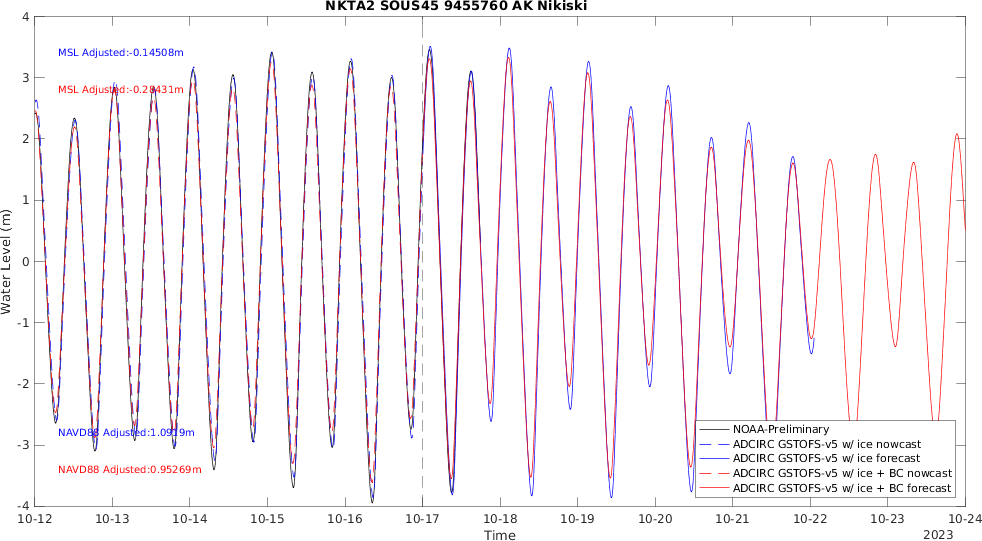 NKTA2 SOUS45 9455760 AK Nikiski
4
3
2
1
0
-1
-2
-3
-4
Water Level (m)
MSL Adjusted:-0.14508m
MSL Adjusted:-0.28431m
NAVD88 Adjusted:1.0919m
NAVD88 Adjusted:0.95269m
NOAA-Preliminary
ADCIRC GSTOFS-v5 w/ ice nowcast
ADCIRC GSTOFS-v5 w/ ice forecast
ADCIRC GSTOFS-v5 w/ ice + BC nowcast
ADCIRC GSTOFS-v5 w/ ice + BC forecast
10-12 10-13 10-14 10-15 10-16 10-17 10-18 10-19 10-20 10-21 10-22 10-23 10-24
Time
2023